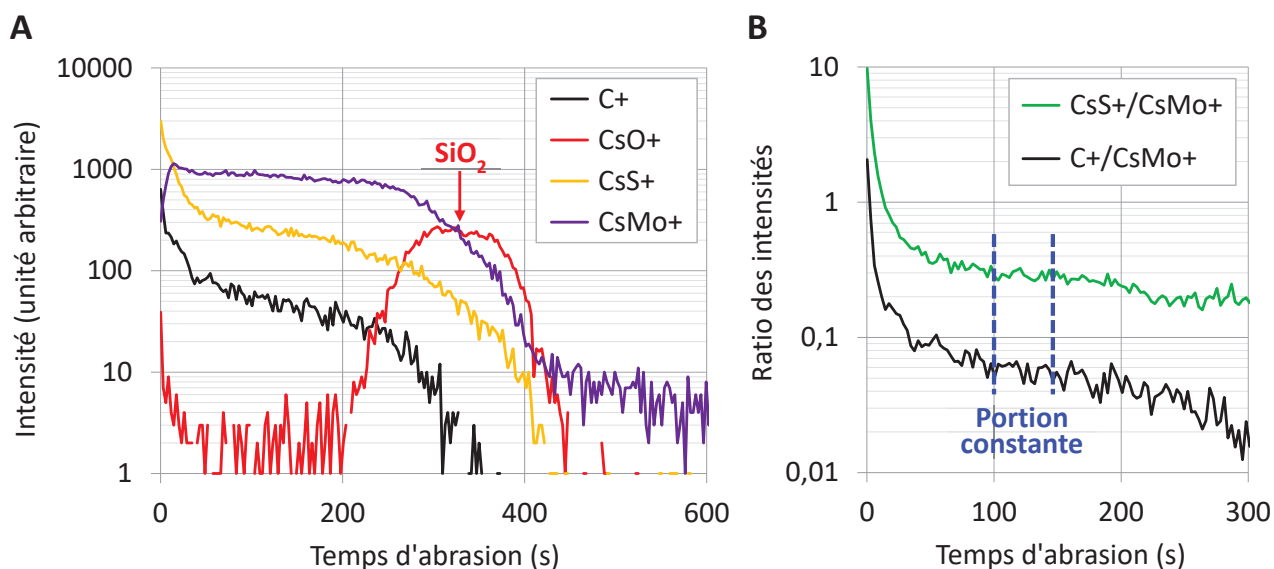 A
Intensité (unité arbitraire)
10000
1000
100
10
1
0
200
400
600
Temps d'abrasion (s)
C+
CsO+
CsS+
CsMo+
SiO2
B
Ratio des intensités
10
1
0,1
0,01
0
100
200
300
Temps d'abrasion (s)
CsS+/CsMo+
C+/CsMo+
Portion
constante